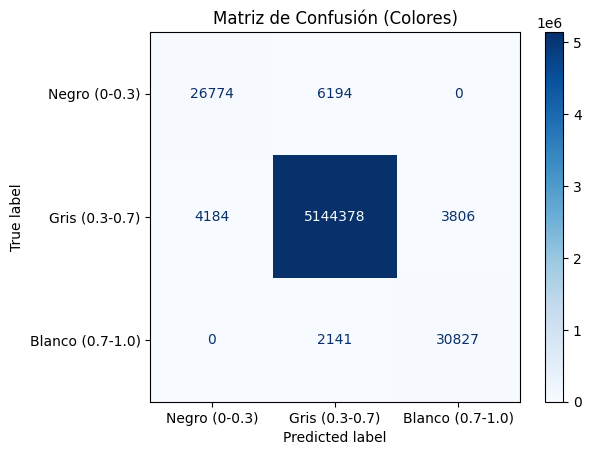 Matriz de Confusión (Colores)
1e6
Negro (0-0.3) 26774 6194 0
Gris (0.3-0.7) 4184 5144378 3806
Blanco (0.7-1.0) 0 2141 30827
Negro (0-0.3) Gris (0.3-0.7) Blanco (0.7-1.0)
Predicted label
True label
5
4
3
2
1
0